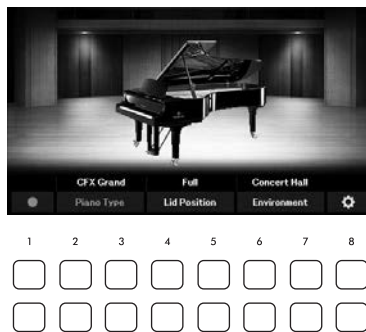 CFX Grand Full Concert Hall
Piano Type Lid Position Environment
1 2 3 4 5 6 7 8